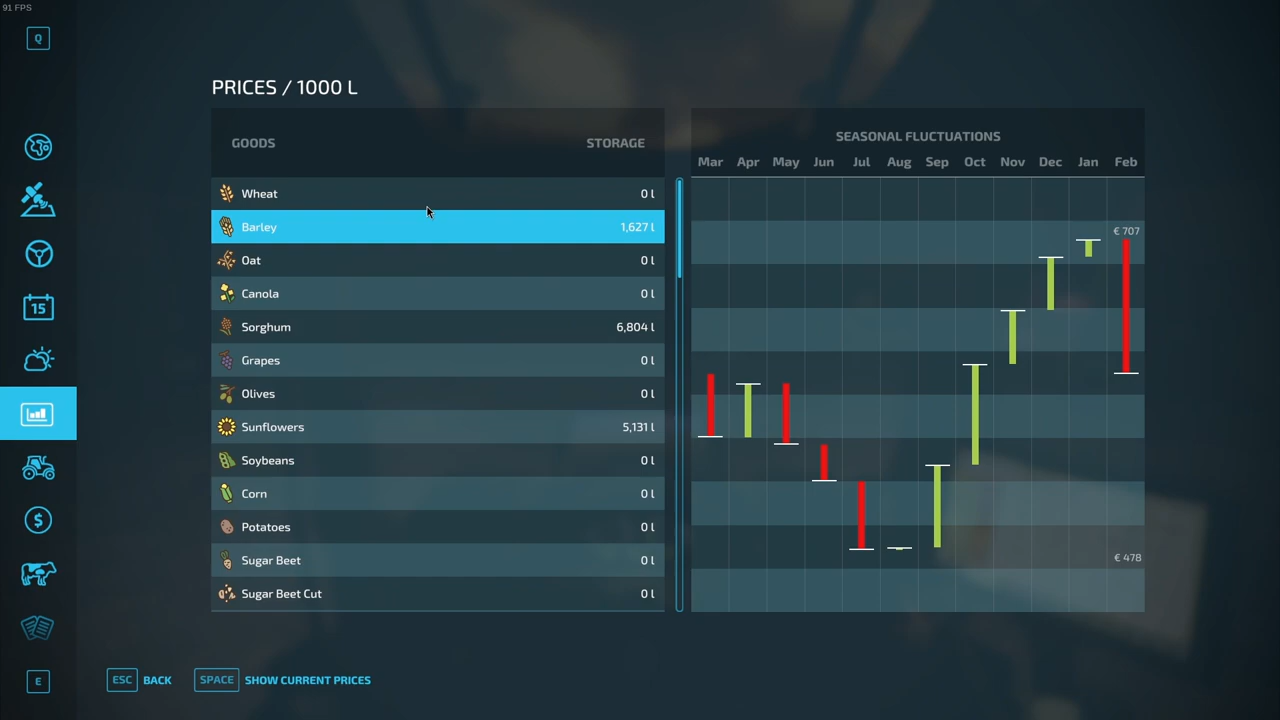 91 FPS
Q
PRICES / 1000 L
GOODS STORAGE
SEASONAL FLUCTUATIONS
Mar Apr May Jun Jul Aug Sep Oct Nov Dec Jan Feb
Wheat 0 l
Barley 1,627 l
€ 707
Oat 0 l
Canola 0 l
15
Sorghum 6,804 l
Grapes 0 l
Olives 0 l
Sunflowers 5,131 l
Soybeans 0 l
Corn 0 l
Potatoes 0 l
$
Sugar Beet 0 l
€ 478
Sugar Beet Cut 0 l
E
ESC BACK SPACE SHOW CURRENT PRICES